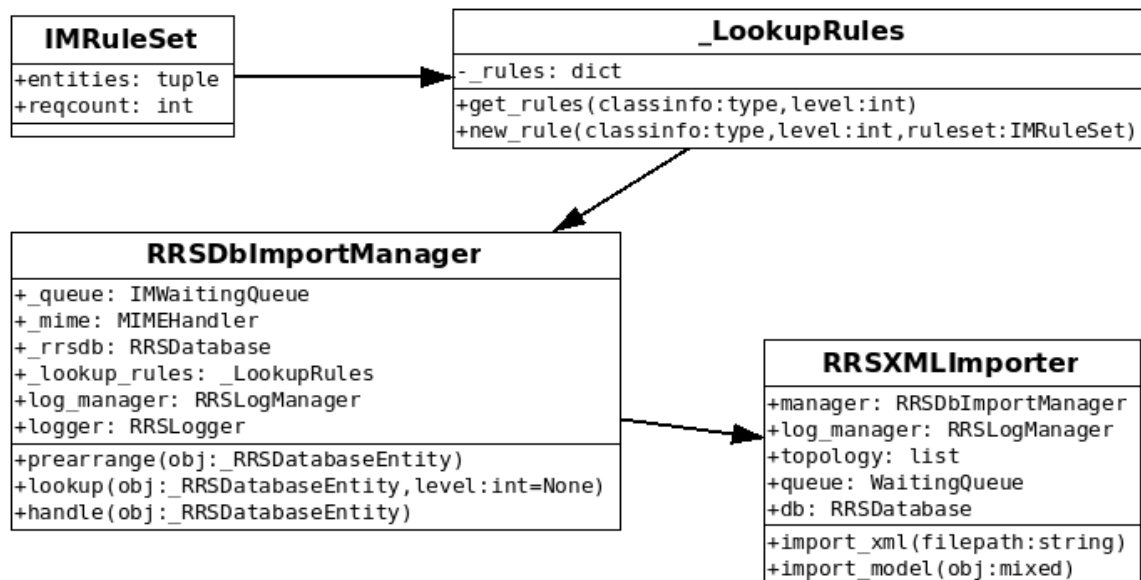 IMRuleSet
+entities: tuple
+reqcount: int
_LookupRules
-_rules: dict
+get_rules(classinfo:type,level:int)
+new_rule(classinfo:type,level:int,ruleset:IMRuleSet)
RRSDbImportManager
+_queue: IMWaitingQueue
+_mime: MIMEHandler
+_rrsdb: RRSDatabase
+_lookup_rules: _LookupRules
+log_manager: RRSLogManager
+logger: RRSLogger
+prearrange(obj:_RRSDatabaseEntity)
+lookup(obj:_RRSDatabaseEntity,level:int=None)
+handle(obj:_RRSDatabaseEntity)
RRSXMLImporter
+manager: RRSDbImportManager
+log_manager: RRSLogManager
+topology: list
+queue: WaitingQueue
+db: RRSDatabase
+import_xml(filepath:string)
+import_model(obj:mixed)